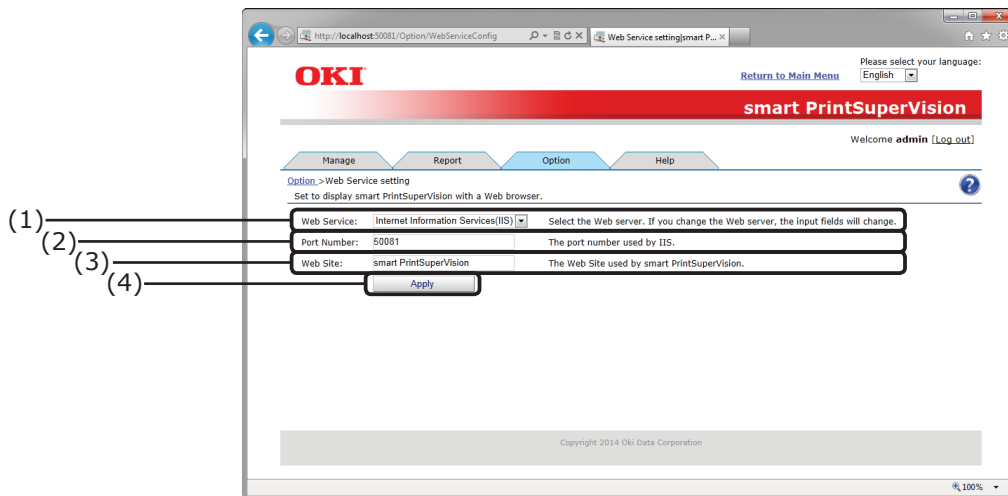 http://localhost:50081/Option/WebServiceConfig
Web Service setting|smart P...
Please select your language:
OKI
Return to Main Menu
English
smart PrintSuperVision
Welcome admin [Log out]
Manage
Report
Option
Help
Option >Web Service setting
Set to display smart PrintSuperVision with a Web browser.
(1)
Web Service:
Internet Information Services(IIS)
Select the Web server. If you change the Web server, the input fields will change.
(2)
Port Number:
50081
The port number used by IIS.
(3)
Web Site:
smart PrintSuperVision
The Web Site used by smart PrintSuperVision.
(4)
Apply
Copyright 2014 Oki Data Corporation
100%